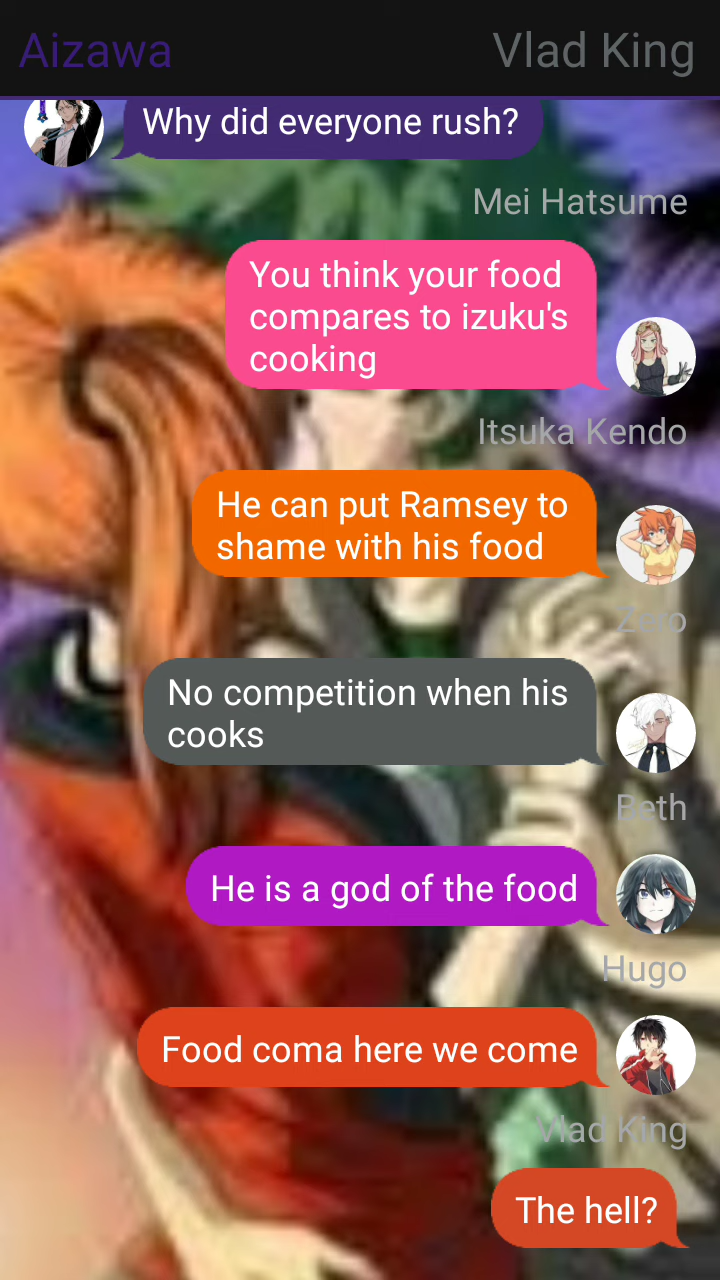 Aizawa
Vlad King
Why did everyone rush?
Mei Hatsume
You think your food
compares to izuku's
cooking
Itsuka Kendo
He can put Ramsey to
shame with his food
Zero
No competition when his
cooks
Beth
He is a god of the food
Hugo
Food coma here we come
Vlad King
The hell?